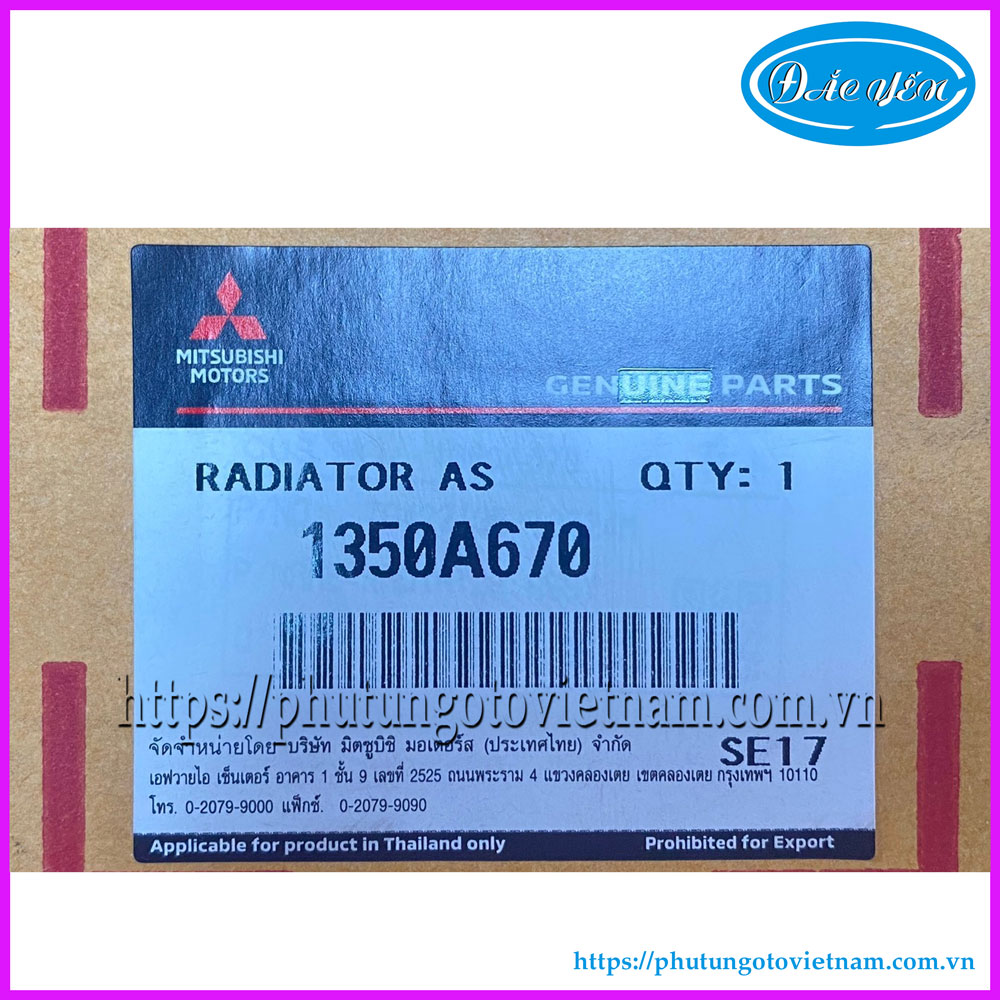 ĐẮC YẾN
MITSUBISHI
MOTORS
GENUINE PARTS
RADIATOR AS QTY: 1
1350A670
https://phutungotovietnam.com.vn
จัดจำหน่ายโดย บริษัท มิตซูบิชิ มอเตอร์ส (ประเทศไทย) จำกัด SE17
เอฟวายไอ เซ็นเตอร์ อาคาร 1 ชั้น 9 เลขที่ 2525 ถนนพระราม 4 แขวงคลองเตย เขตคลองเตย กรุงเทพฯ 10110
โทร. 0-2079-9000 แฟ็กซ์. 0-2079-9090
Applicable for product in Thailand only Prohibited for Export
https://phutungotovietnam.com.vn